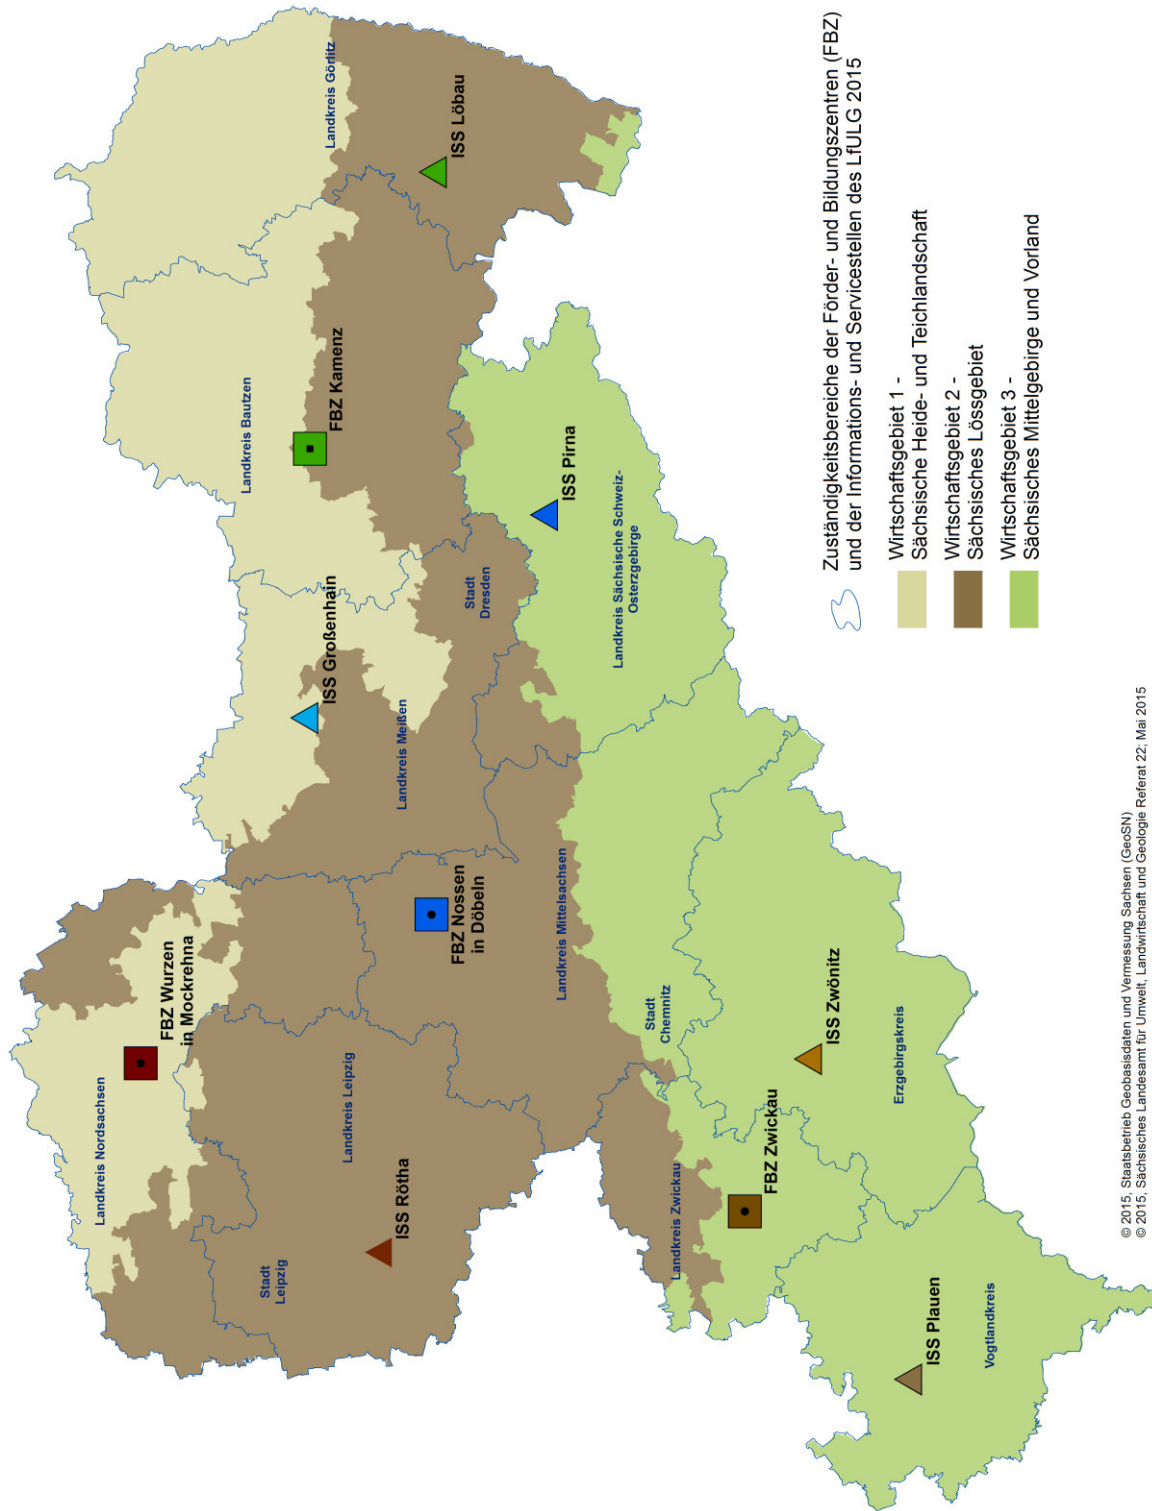 Landkreis Nordsachsen
FBZ Wurzen
in Mockrehna
Stadt
Leipzig
Landkreis Leipzig
ISS Rötha
FBZ Nossen
in Döbeln
Landkreis Mittelsachsen
Landkreis Meißen
ISS Großenhain
Landkreis Bautzen
FBZ Kamenz
Landkreis Görlitz
ISS Löbau
Stadt
Dresden
ISS Pirna
Landkreis Sächsische Schweiz-
Osterzgebirge
Stadt
Chemnitz
Landkreis Zwickau
FBZ Zwickau
ISS Zwönitz
Erzgebirgskreis
ISS Plauen
Vogtlandkreis
Zuständigkeitsbereiche der Förder- und Bildungszentren (FBZ)
und der Informations- und Servicestellen des LfULG 2015
Wirtschaftsgebiet 1 -
Sächsische Heide- und Teichlandschaft
Wirtschaftsgebiet 2 -
Sächsisches Lössgebiet
Wirtschaftsgebiet 3 -
Sächsisches Mittelgebirge und Vorland
© 2015, Staatsbetrieb Geobasisdaten und Vermessung Sachsen (GeoSN)
© 2015, Sächsisches Landesamt für Umwelt, Landwirtschaft und Geologie Referat 22; Mai 2015